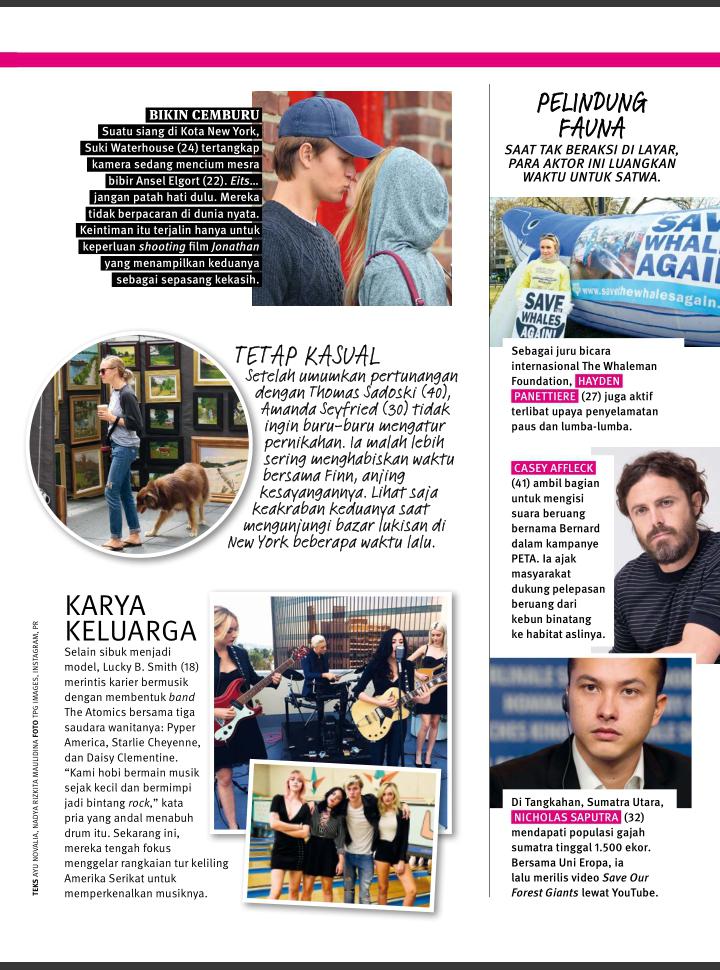 BIKIN CEMBURU
Suatu siang di Kota New York,
Suki Waterhouse (24) tertangkap
kamera sedang mencium mesra
bibir Ansel Elgort (22). Eits...
jangan patah hati dulu. Mereka
tidak berpacaran di dunia nyata.
Keintiman itu terjalin hanya untuk
keperluan shooting film Jonathan
yang menampilkan keduanya
sebagai sepasang kekasih.
TETAP KASUAL
Setelah umumkan pertunangan
dengan Thomas Sadoski (40),
Amanda Seyfried (30) tidak
ingin buru-buru mengatur
pernikahan. Ia malah lebih
sering menghabiskan waktu
bersama Finn, anjing
kesayangannya. Lihat saja
keakraban keduanya saat
mengunjungi bazar lukisan di
New York beberapa waktu lalu.
KARYA
KELUARGA
Selain sibuk menjadi
model, Lucky B. Smith (18)
merintis karier bermusik
dengan membentuk band
The Atomics bersama tiga
saudara wanitanya: Pyper
America, Starlie Cheyenne,
dan Daisy Clementine.
“Kami hobi bermain musik
sejak kecil dan bermimpi
jadi bintang rock,” kata
pria yang andal menabuh
drum itu. Sekarang ini,
mereka tengah fokus
menggelar rangkaian tur keliling
Amerika Serikat untuk
memperkenalkan musiknya.
TEKS AYU NOVALIA, NADYA RIZKITA MAULIDINA FOTO TPG IMAGES, INSTAGRAM, PR
PELINDUNG
FAUNA
SAAT TAK BERAKSI DI LAYAR,
PARA AKTOR INI LUANGKAN
WAKTU UNTUK SATWA.
SAV
WHAL
AGAIN
www.savethewhalesagain.
SAVE
THE
WHALES
AGAIN!
Sebagai juru bicara
internasional The Whaleman
Foundation, HAYDEN
PANETTIERE (27) juga aktif
terlibat upaya penyelamatan
paus dan lumba-lumba.
CASEY AFFLECK
(41) ambil bagian
untuk mengisi
suara beruang
bernama Bernard
dalam kampanye
PETA. Ia ajak
masyarakat
dukung pelepasan
beruang dari
kebun binatang
ke habitat aslinya.
Di Tangkahan, Sumatra Utara,
NICHOLAS SAPUTRA (32)
mendapati populasi gajah
sumatra tinggal 1.500 ekor.
Bersama Uni Eropa, ia
lalu merilis video Save Our
Forest Giants lewat YouTube.